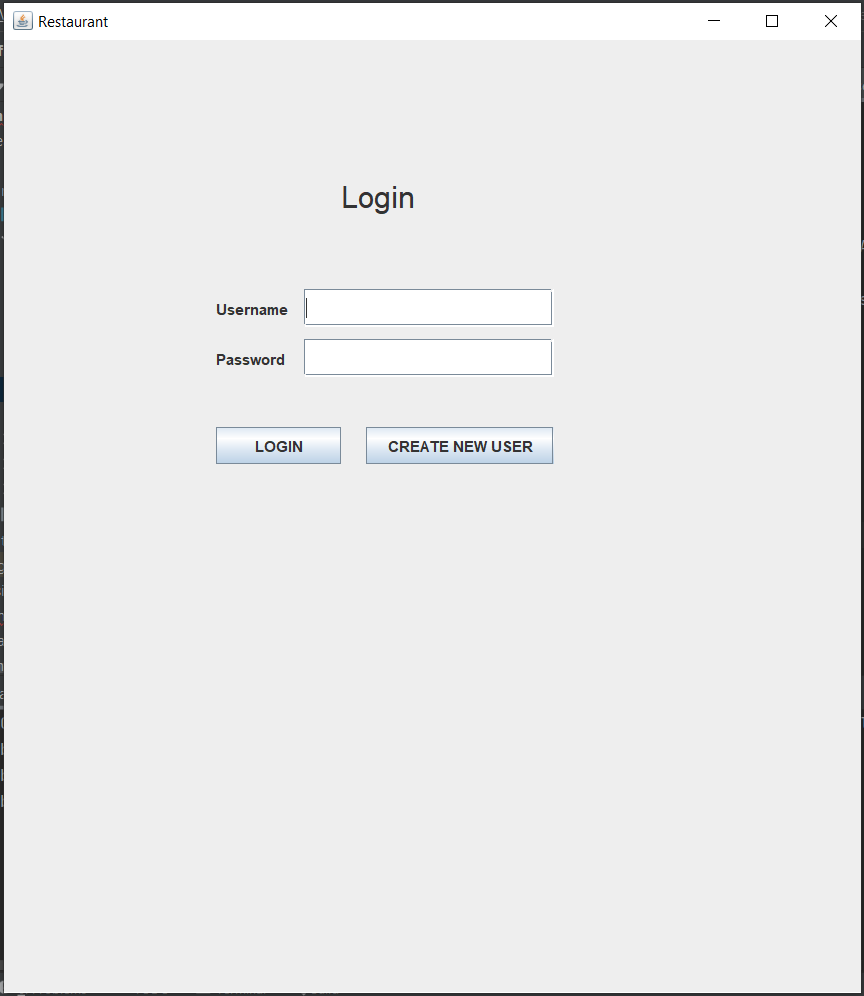 Restaurant
Login
Username
Password
LOGIN CREATE NEW USER